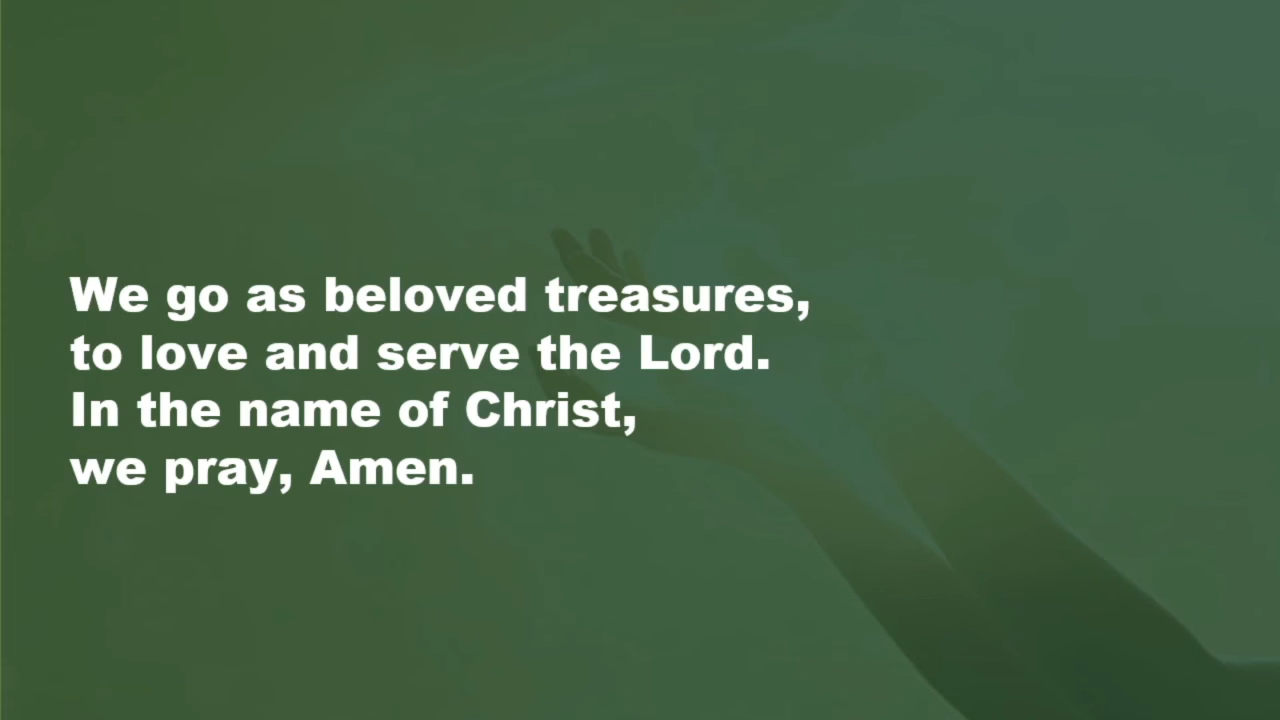 We go as beloved treasures,
to love and serve the Lord.
In the name of Christ,
we pray, Amen.